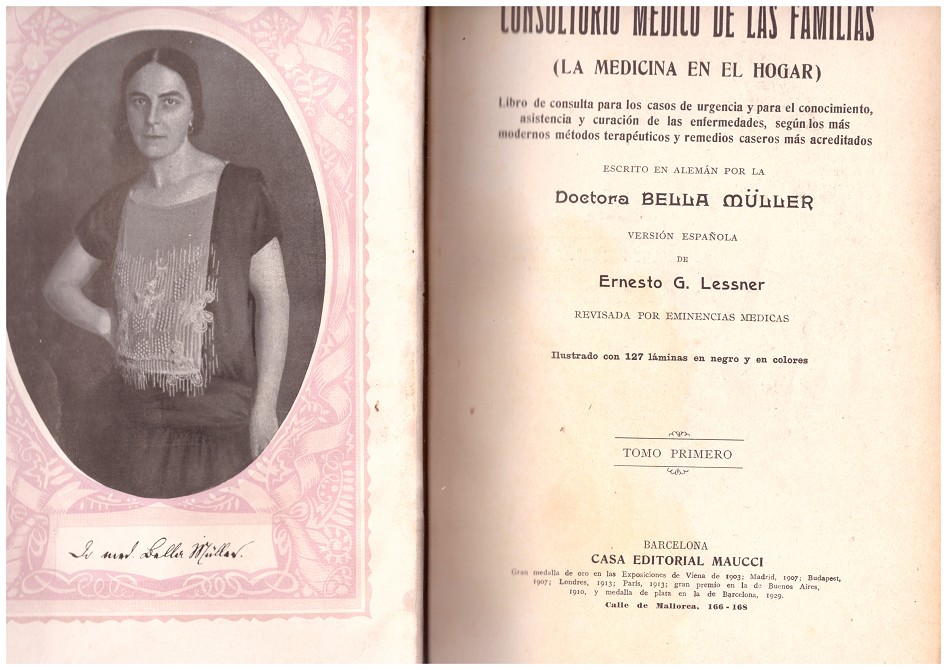 Dr med. Bella Müller.
CONSULTORIO MEDICO DE LAS FAMILIAS
(LA MEDICINA EN EL HOGAR)
Libro de consulta para los casos de urgencia y para el conocimiento,
asistencia y curación de las enfermedades, según los más
modernos métodos terapéuticos y remedios caseros más acreditados
ESCRITO EN ALEMÁN POR LA
Doctora BELLA MÜLLER
VERSIÓN ESPAÑOLA
DE
Ernesto G. Lessner
REVISADA POR EMINENCIAS MEDICAS
Ilustrado con 127 láminas en negro y en colores
TOMO PRIMERO
BARCELONA
CASA EDITORIAL MAUCCI
Gran medalla de oro en las Exposiciones de Viena de 1903; Madrid, 1907; Budapest,
1907; Londres, 1913; París, 1913; gran premio en la de Buenos Aires,
1910, y medalla de plata en la de Barcelona, 1929.
Calle de Mallorca, 166-168